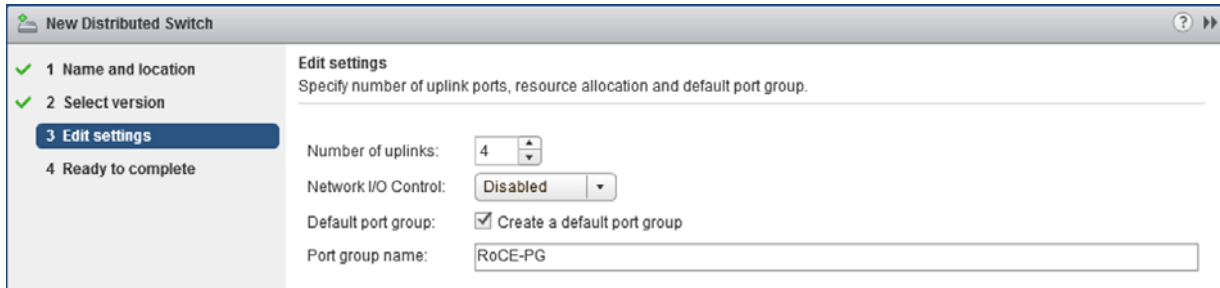 New Distributed Switch
?
1 Name and location
2 Select version
3 Edit settings
4 Ready to complete
Edit settings
Specify number of uplink ports, resource allocation and default port group.
Number of uplinks: 4
Network I/O Control: Disabled
Default port group: Create a default port group
Port group name: RoCE-PG